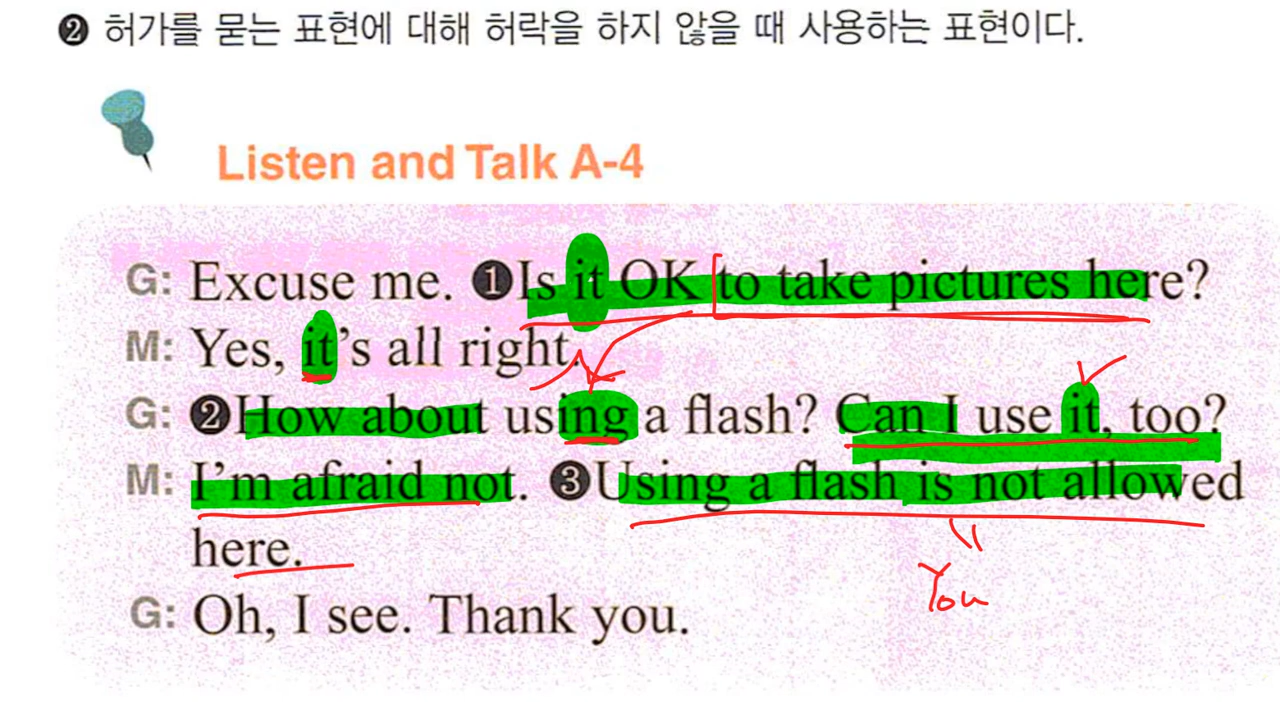 ❷ 허가를 묻는 표현에 대해 허락을 하지 않을 때 사용하는 표현이다.
Listen and Talk A-4
G: Excuse me. ❶Is it OK to take pictures here?
M: Yes, it's all right.
G: ❷How about using a flash? Can I use it, too?
M: I'm afraid not. ❸Using a flash is not allowed
here.
You
G: Oh, I see. Thank you.